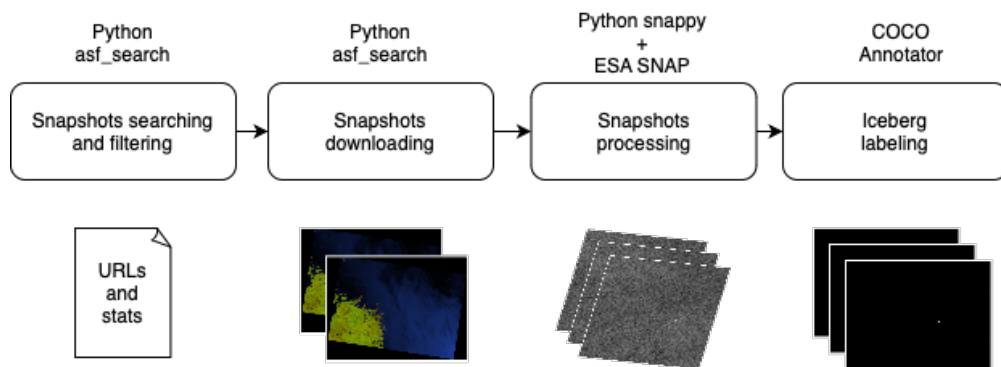 Python
asf_search
Python
asf_search
Python snappy
+
ESA SNAP
COCO
Annotator
Snapshots searching
and filtering
Snapshots
downloading
Snapshots
processing
Iceberg
labeling
URLs
and
stats